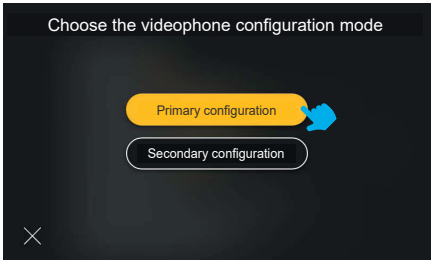 Choose the videophone configuration mode
Primary configuration
Secondary configuration